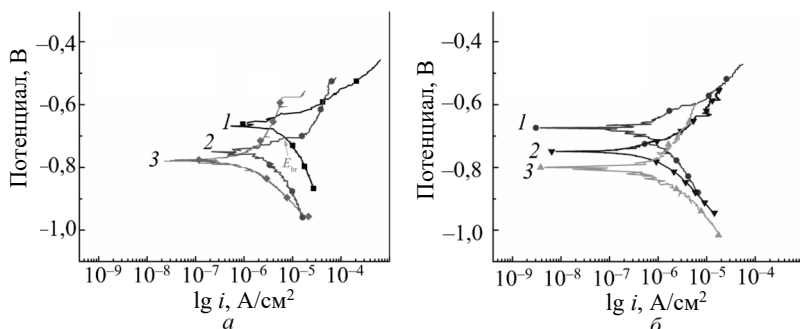 –0,4
–0,6
–0,8
–1,0
Потенциал, В
1
2
3
E
10⁻⁹ 10⁻⁸ 10⁻⁷ 10⁻⁶ 10⁻⁵ 10⁻⁴
lg i, А/см²
а
–0,4
–0,6
–0,8
–1,0
Потенциал, В
1
2
3
10⁻⁹ 10⁻⁸ 10⁻⁷ 10⁻⁶ 10⁻⁵ 10⁻⁴
lg i, А/см²
б